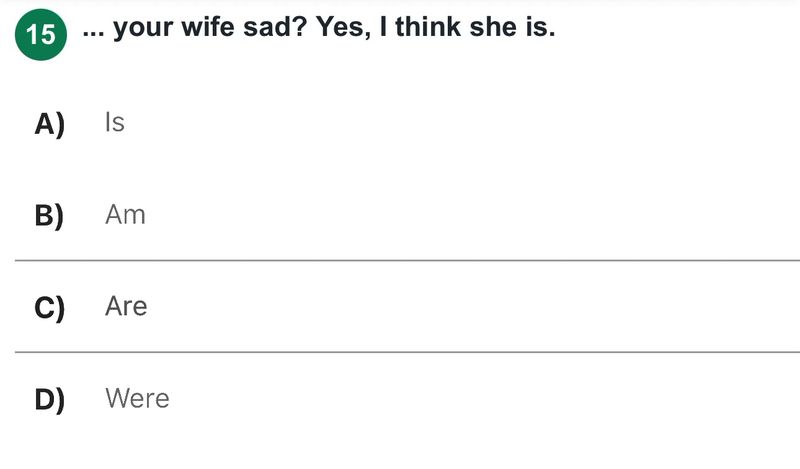 15 ... your wife sad? Yes, I think she is.
A) Is
B) Am
C) Are
D) Were